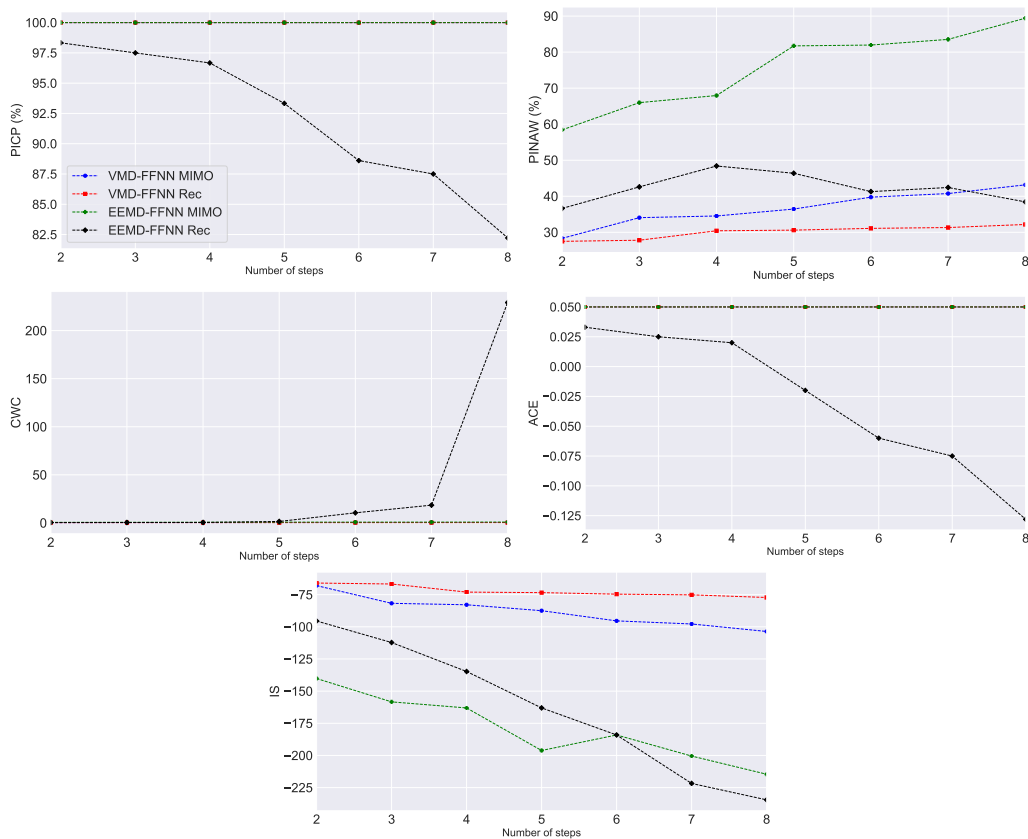 PICP (%)
100.0
97.5
95.0
92.5
90.0
87.5
85.0
82.5
VMD-FFNN MIMO
VMD-FFNN Rec
EEMD-FFNN MIMO
EEMD-FFNN Rec
2 3 4 5 6 7 8
Number of steps
PINAW (%)
90
80
70
60
50
40
30
2 3 4 5 6 7 8
Number of steps
CWC
200
150
100
50
0
2 3 4 5 6 7 8
Number of steps
ACE
0.050
0.025
0.000
−0.025
−0.050
−0.075
−0.100
−0.125
2 3 4 5 6 7 8
Number of steps
IS
−75
−100
−125
−150
−175
−200
−225
2 3 4 5 6 7 8
Number of steps